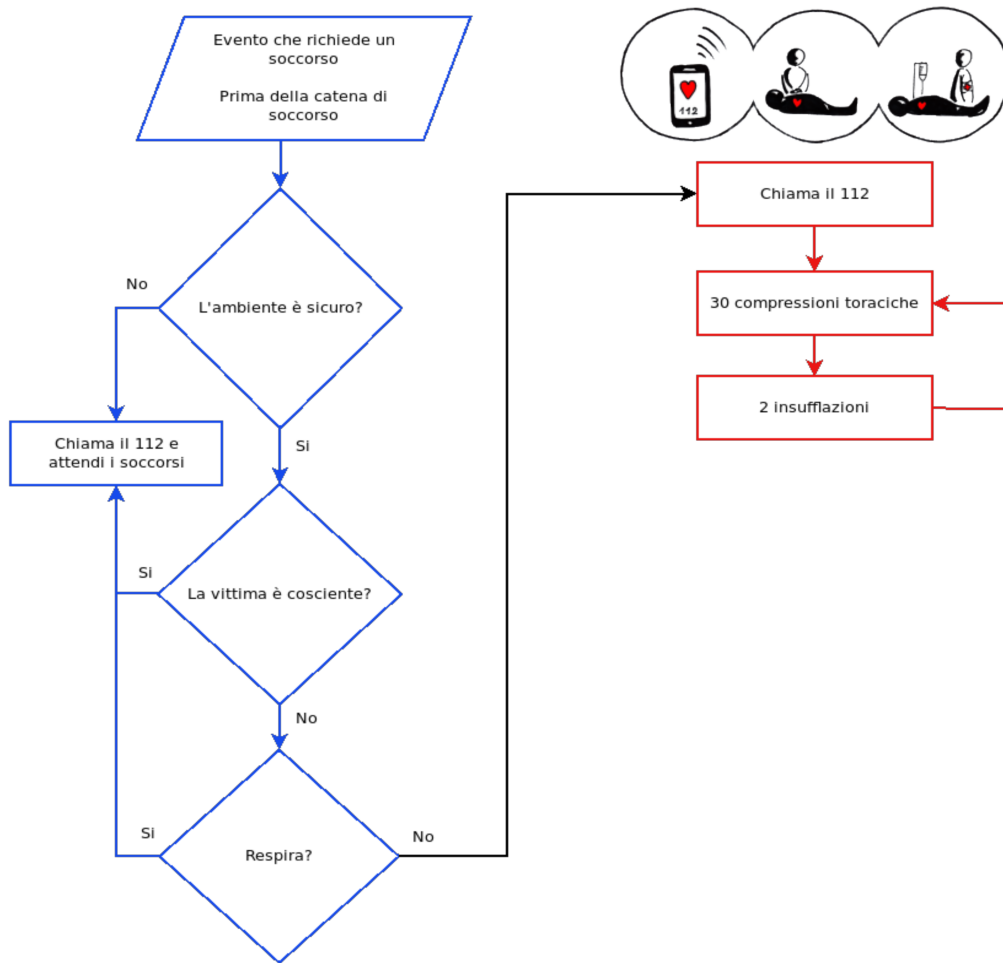 Evento che richiede un
soccorso
Prima della catena di
soccorso
L'ambiente è sicuro?
No
Si
Chiama il 112 e
attendi i soccorsi
La vittima è cosciente?
Si
No
Respira?
Si
No
112
Chiama il 112
30 compressioni toraciche
2 insufflazioni